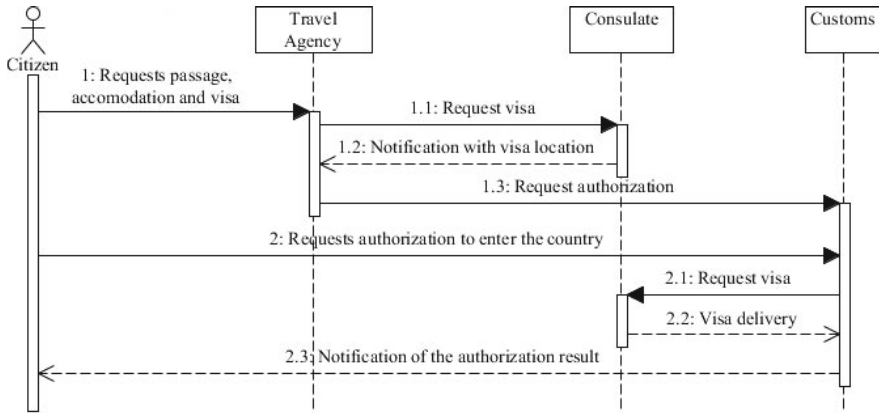 Travel
Agency
Consulate
Customs
Citizen
1: Requests passage,
accomodation and visa
1.1: Request visa
1.2: Notification with visa location
1.3: Request authorization
2: Requests authorization to enter the country
2.1: Request visa
2.2: Visa delivery
2.3: Notification of the authorization result